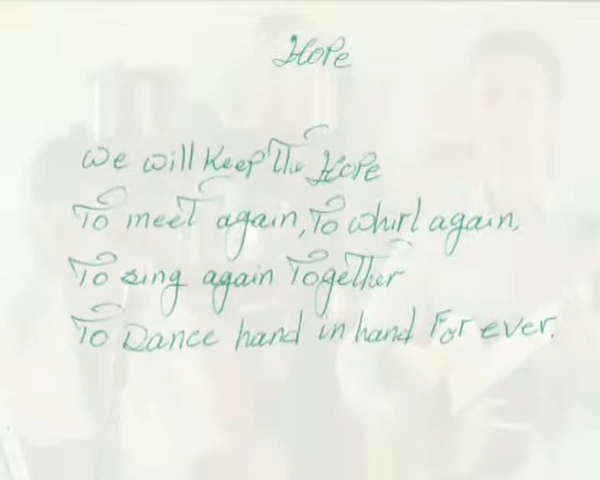 Hope
We will Keep The Hope
To meet again, To whirl again,
To sing again Together
To Dance hand in hand For ever.